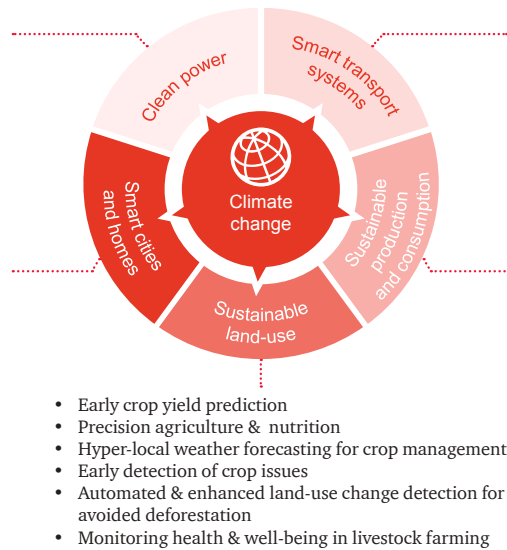 Clean power
Smart transport
systems
Climate
change
Smart cities
and homes
Sustainable
production
and consumption
Sustainable
land-use
• Early crop yield prediction
• Precision agriculture & nutrition
• Hyper-local weather forecasting for crop management
• Early detection of crop issues
• Automated & enhanced land-use change detection for
avoided deforestation
• Monitoring health & well-being in livestock farming